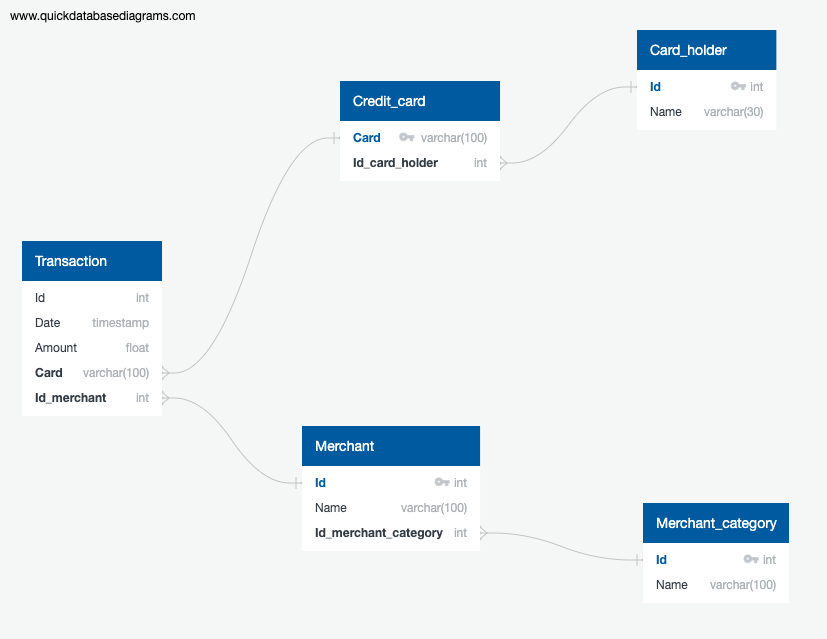 www.quickdatabasediagrams.com
Card_holder
Id int
Name varchar(30)
Credit_card
Card varchar(100)
Id_card_holder int
Transaction
Id int
Date timestamp
Amount float
Card varchar(100)
Id_merchant int
Merchant
Id int
Name varchar(100)
Id_merchant_category int
Merchant_category
Id int
Name varchar(100)